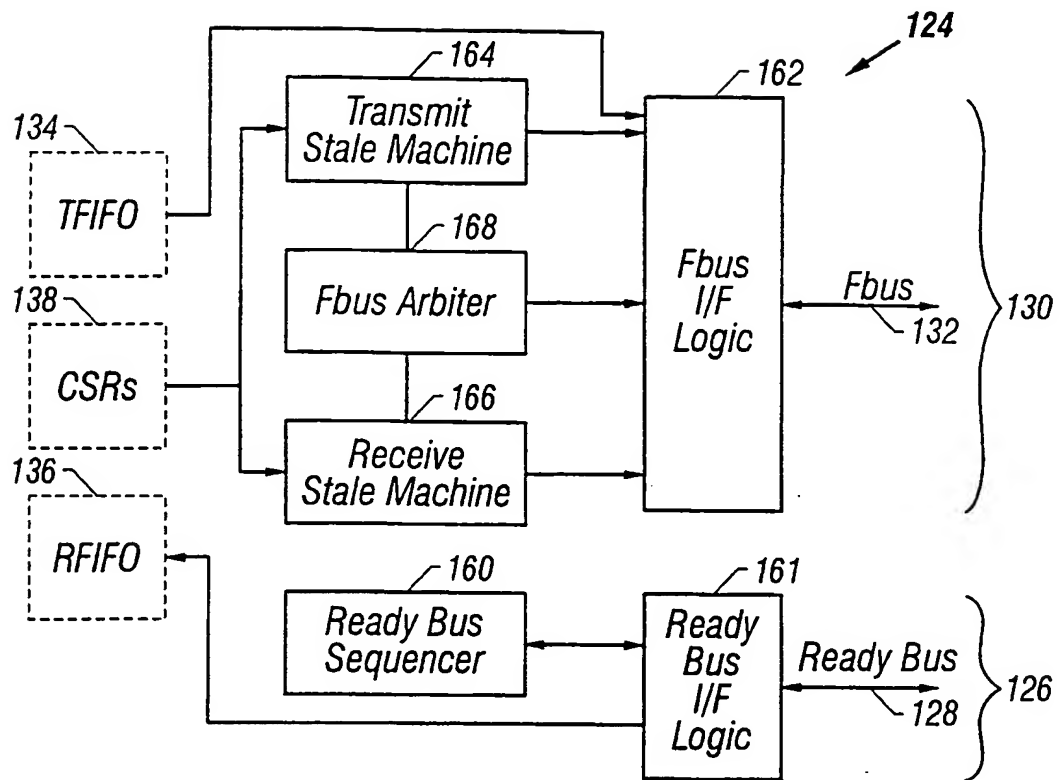 124
164
162
Transmit
Stale Machine
134
TFIFO
168
Fbus Arbiter
Fbus
I/F
Logic
Fbus
132
130
138
CSRs
166
Receive
Stale Machine
136
RFIFO
160
Ready Bus
Sequencer
161
Ready
Bus
I/F
Logic
Ready Bus
128
126